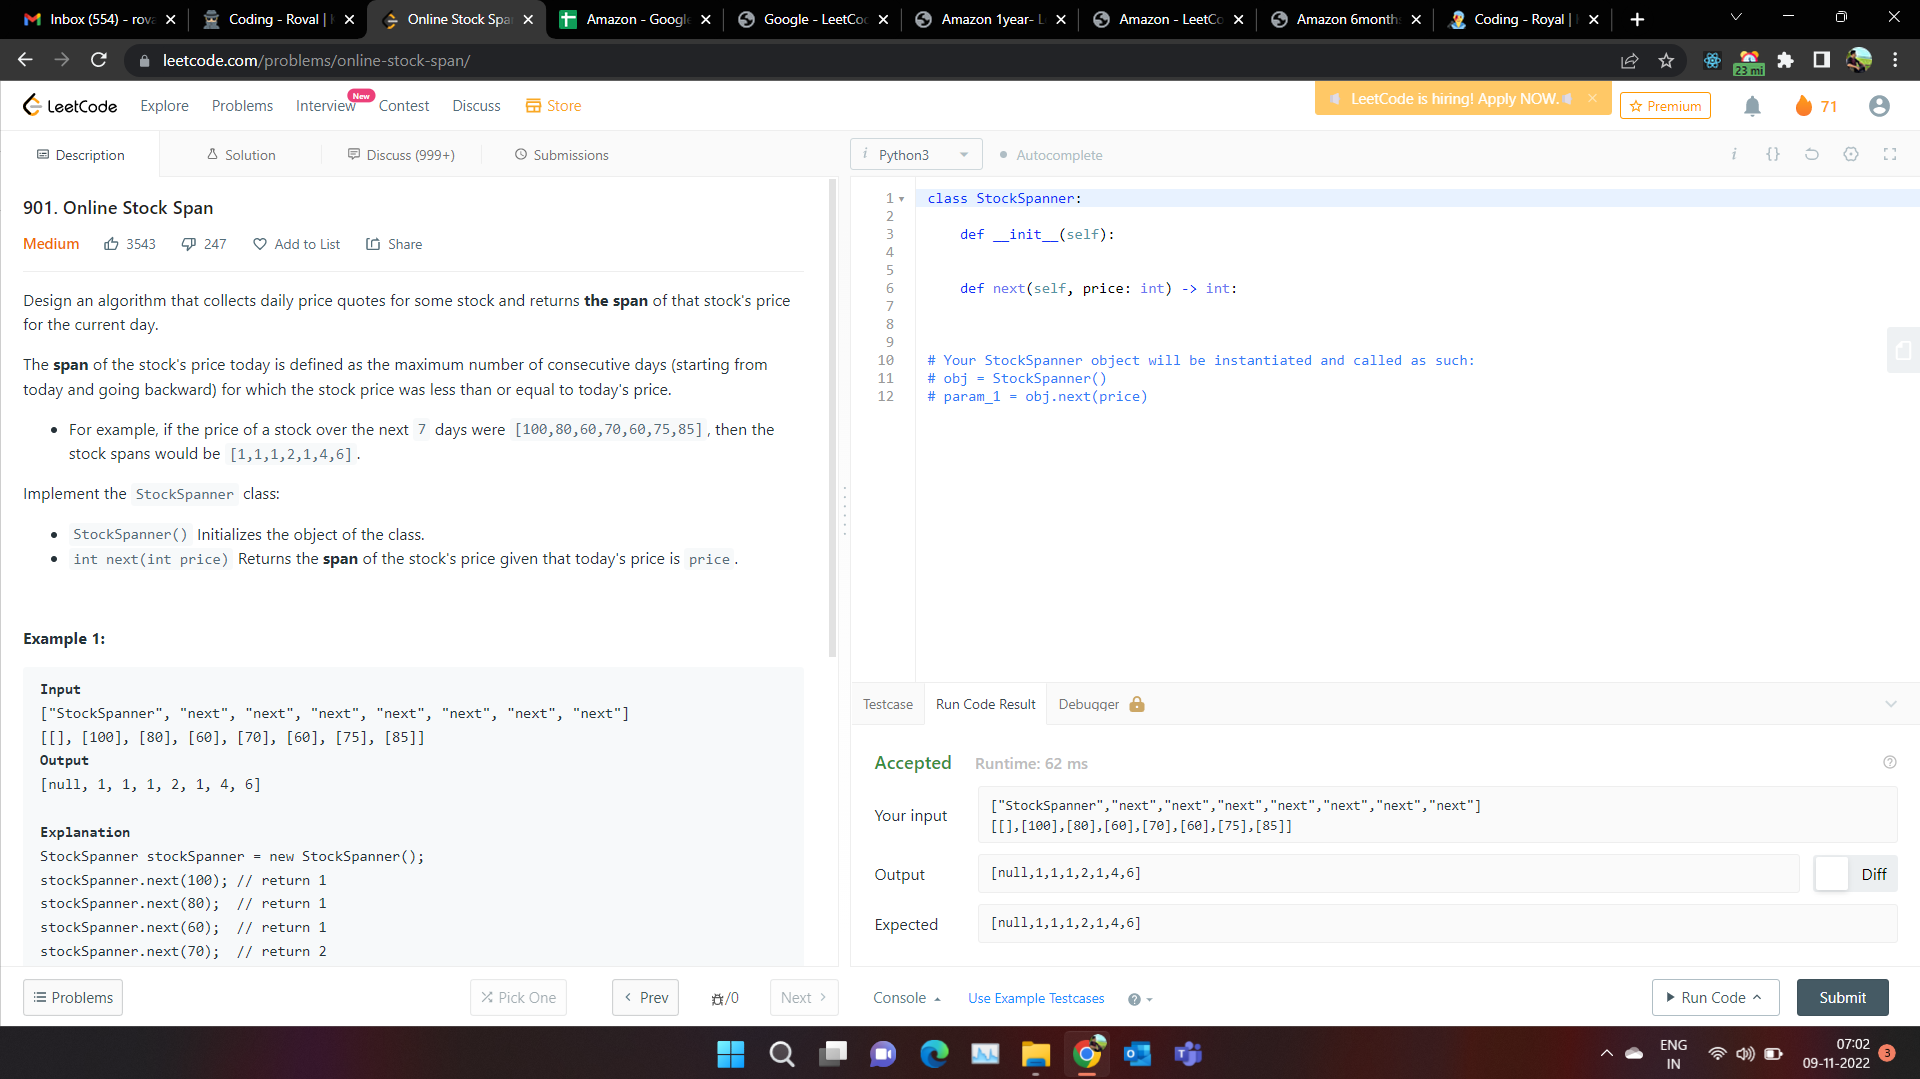 Inbox (554) - rova
Coding - Roval |
Online Stock Spa
Amazon - Google
Google - LeetCo
Amazon 1year- L
Amazon - LeetCo
Amazon 6month
Coding - Royal |
leetcode.com/problems/online-stock-span/
23 mi
LeetCode
Explore
Problems
Interview
New
Contest
Discuss
Store
LeetCode is hiring! Apply NOW.
Premium
71
Description
Solution
Discuss (999+)
Submissions
i Python3
Autocomplete
i {}
901. Online Stock Span
Medium 3543 247 Add to List Share
Design an algorithm that collects daily price quotes for some stock and returns the span of that stock's price
for the current day.
The span of the stock's price today is defined as the maximum number of consecutive days (starting from
today and going backward) for which the stock price was less than or equal to today's price.
• For example, if the price of a stock over the next 7 days were [100,80,60,70,60,75,85], then the
stock spans would be [1,1,1,2,1,4,6].
Implement the StockSpanner class:
• StockSpanner() Initializes the object of the class.
• int next(int price) Returns the span of the stock's price given that today's price is price.
Example 1:
Input
["StockSpanner", "next", "next", "next", "next", "next", "next", "next"]
[[], [100], [80], [60], [70], [60], [75], [85]]
Output
[null, 1, 1, 1, 2, 1, 4, 6]
Explanation
StockSpanner stockSpanner = new StockSpanner();
stockSpanner.next(100); // return 1
stockSpanner.next(80);  // return 1
stockSpanner.next(60);  // return 1
stockSpanner.next(70);  // return 2
Problems
Pick One
Prev
/0
Next
1 class StockSpanner:
2
3     def __init__(self):
4
5
6     def next(self, price: int) -> int:
7
8
9
10 # Your StockSpanner object will be instantiated and called as such:
11 # obj = StockSpanner()
12 # param_1 = obj.next(price)
Testcase
Run Code Result
Debugger
Accepted Runtime: 62 ms
Your input
["StockSpanner","next","next","next","next","next","next","next"]
[[],[100],[80],[60],[70],[60],[75],[85]]
Output
[null,1,1,1,2,1,4,6]
Diff
Expected
[null,1,1,1,2,1,4,6]
Console
Use Example Testcases
Run Code
Submit
ENG
IN
07:02
09-11-2022
3